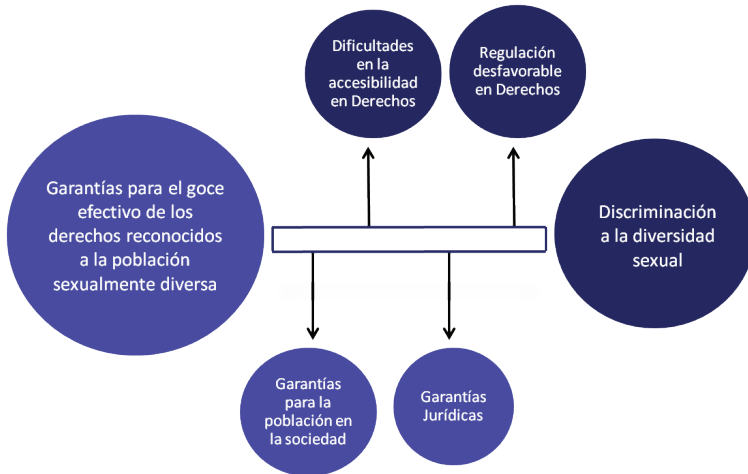 Dificultades
en la
accesibilidad
en Derechos
Regulación
desfavorable
en Derechos
Garantías para el goce
efectivo de los
derechos reconocidos
a la población
sexualmente diversa
Discriminación
a la diversidad
sexual
Garantías
para la
población en
la sociedad
Garantías
Jurídicas